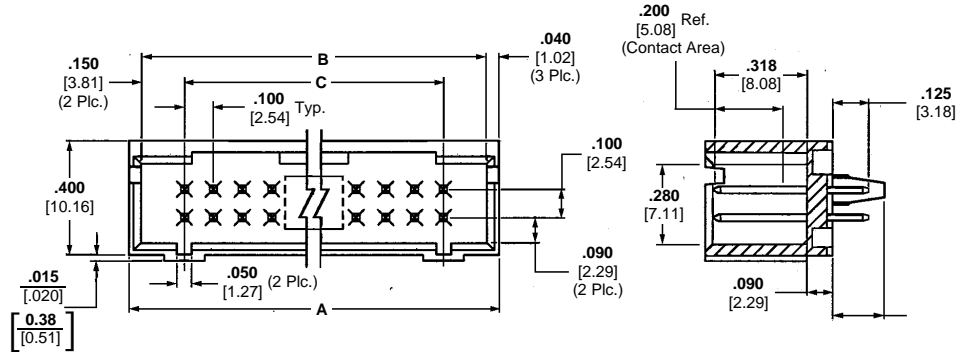 .200 Ref.
[5.08]
(Contact Area)
B
.040
[1.02]
(3 Plc.)
.150
[3.81]
(2 Plc.)
C
.318
[8.08]
.100 Typ.
[2.54]
.125
[3.18]
.100
[2.54]
.400
[10.16]
.280
[7.11]
.090
[2.29]
(2 Plc.)
.015
[.020]
.050 (2 Plc.)
[1.27]
A
.090
[2.29]
[0.38
[0.51]]